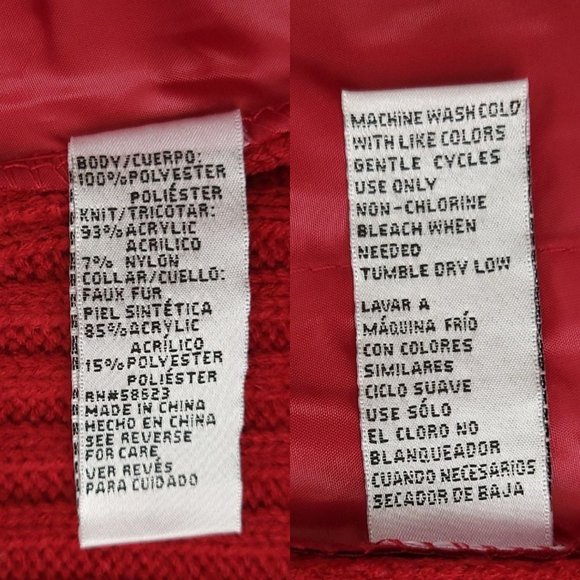 BODY/CUERPO:
100% POLYESTER
POLIÉSTER
KNIT/TRICOTAR:
93% ACRYLIC
ACRILICO
7% NYLON
COLLAR/CUELLO:
FAUX FUR
PIEL SINTÉTICA
85% ACRYLIC
ACRÍLICO
15% POLYESTER
POLIÉSTER
RN#58523
MADE IN CHINA
HECHO EN CHINA
SEE REVERSE
FOR CARE
VER REVÉS
PARA CUIDADO
MACHINE WASH COLD
WITH LIKE COLORS
GENTLE CYCLES
USE ONLY
NON-CHLORINE
BLEACH WHEN
NEEDED
TUMBLE DRY LOW
LAVAR A
MÁQUINA FRÍO
CON COLORES
SIMILARES
CICLO SUAVE
USE SÓLO
EL CLORO NO
BLANQUEADOR
CUANDO NECESARIOS
SECADOR DE BAJA